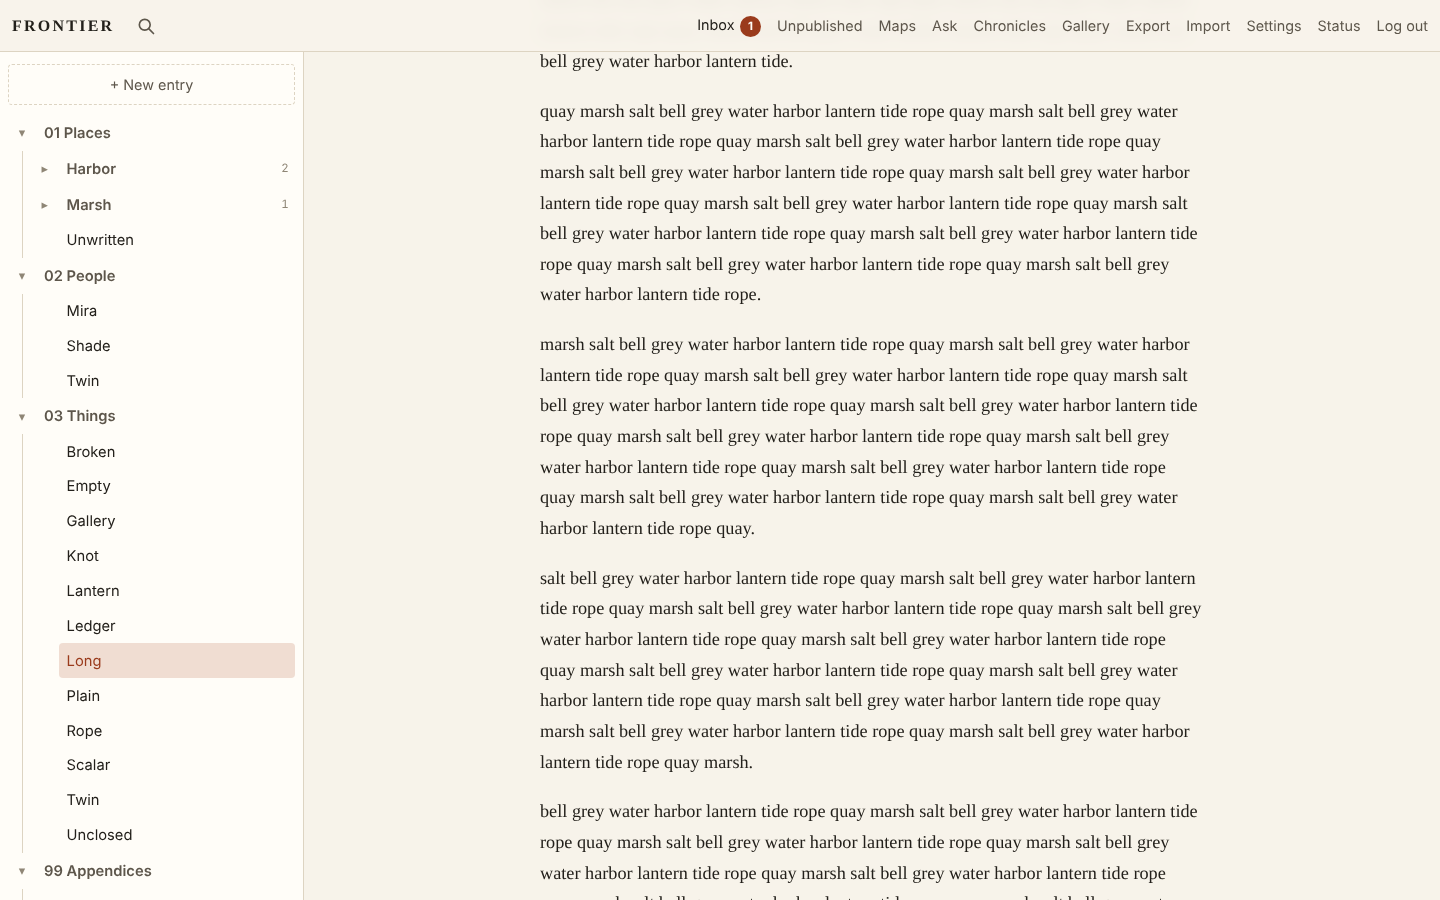 FRONTIER
Inbox 1 Unpublished Maps Ask Chronicles Gallery Export Import Settings Status Log out
+ New entry
01 Places
Harbor 2
Marsh 1
Unwritten
02 People
Mira
Shade
Twin
03 Things
Broken
Empty
Gallery
Knot
Lantern
Ledger
Long
Plain
Rope
Scalar
Twin
Unclosed
99 Appendices
bell grey water harbor lantern tide.
quay marsh salt bell grey water harbor lantern tide rope quay marsh salt bell grey water
harbor lantern tide rope quay marsh salt bell grey water harbor lantern tide rope quay
marsh salt bell grey water harbor lantern tide rope quay marsh salt bell grey water harbor
lantern tide rope quay marsh salt bell grey water harbor lantern tide rope quay marsh salt
bell grey water harbor lantern tide rope quay marsh salt bell grey water harbor lantern tide
rope quay marsh salt bell grey water harbor lantern tide rope quay marsh salt bell grey
water harbor lantern tide rope.
marsh salt bell grey water harbor lantern tide rope quay marsh salt bell grey water harbor
lantern tide rope quay marsh salt bell grey water harbor lantern tide rope quay marsh salt
bell grey water harbor lantern tide rope quay marsh salt bell grey water harbor lantern tide
rope quay marsh salt bell grey water harbor lantern tide rope quay marsh salt bell grey
water harbor lantern tide rope quay marsh salt bell grey water harbor lantern tide rope
quay marsh salt bell grey water harbor lantern tide rope quay marsh salt bell grey water
harbor lantern tide rope quay.
salt bell grey water harbor lantern tide rope quay marsh salt bell grey water harbor lantern
tide rope quay marsh salt bell grey water harbor lantern tide rope quay marsh salt bell grey
water harbor lantern tide rope quay marsh salt bell grey water harbor lantern tide rope
quay marsh salt bell grey water harbor lantern tide rope quay marsh salt bell grey water
harbor lantern tide rope quay marsh salt bell grey water harbor lantern tide rope quay
marsh salt bell grey water harbor lantern tide rope quay marsh salt bell grey water harbor
lantern tide rope quay marsh.
bell grey water harbor lantern tide rope quay marsh salt bell grey water harbor lantern tide
rope quay marsh salt bell grey water harbor lantern tide rope quay marsh salt bell grey
water harbor lantern tide rope quay marsh salt bell grey water harbor lantern tide rope